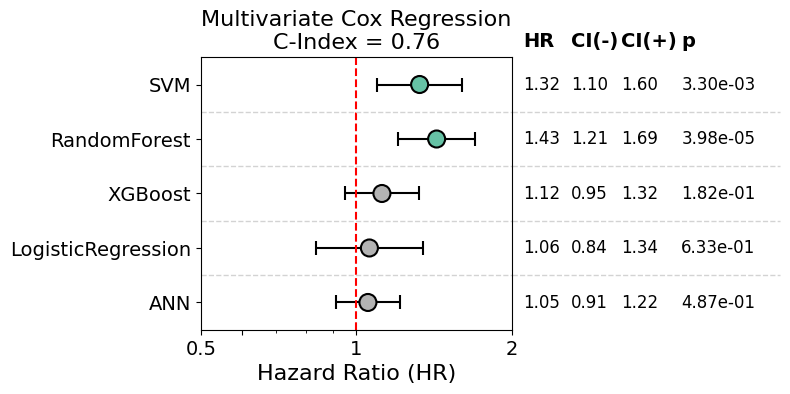 Multivariate Cox Regression
C-Index = 0.76
HR CI(-) CI(+) p
SVM 1.32 1.10 1.60 3.30e-03
RandomForest 1.43 1.21 1.69 3.98e-05
XGBoost 1.12 0.95 1.32 1.82e-01
LogisticRegression 1.06 0.84 1.34 6.33e-01
ANN 1.05 0.91 1.22 4.87e-01
0.5 1 2
Hazard Ratio (HR)